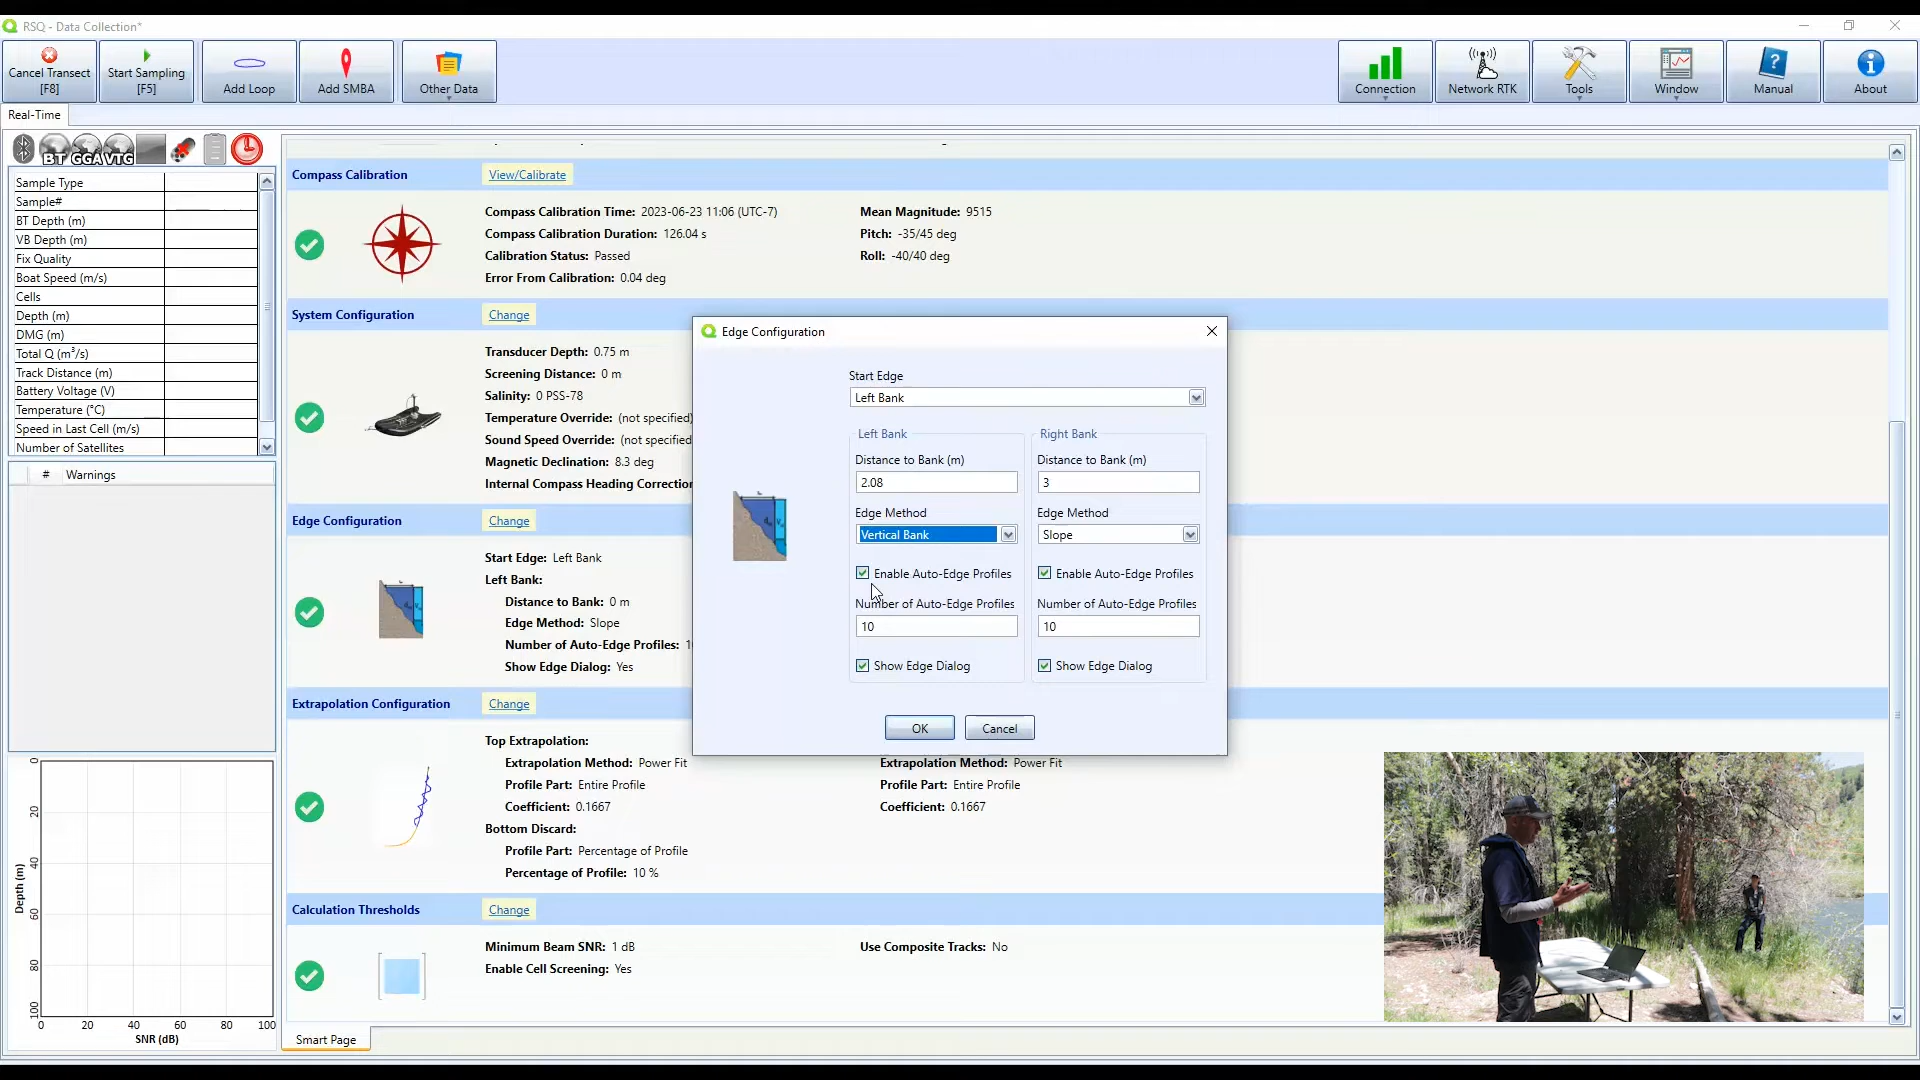 RSQ - Data Collection*
Cancel Transect
[F8]
Start Sampling
[F5]
Add Loop
Add SMBA
Other Data
Connection
Network RTK
Tools
Window
Manual
About
Real-Time
BT GGA VTG
Sample Type
Sample#
BT Depth (m)
VB Depth (m)
Fix Quality
Boat Speed (m/s)
Cells
Depth (m)
DMG (m)
Total Q (m³/s)
Track Distance (m)
Battery Voltage (V)
Temperature (°C)
Speed in Last Cell (m/s)
Number of Satellites
# Warnings
Depth (m)
0
20
40
60
80
100
0 20 40 60 80 100
SNR (dB)
Compass Calibration View/Calibrate
Compass Calibration Time: 2023-06-23 11:06 (UTC-7)
Compass Calibration Duration: 126.04 s
Calibration Status: Passed
Error From Calibration: 0.04 deg
Mean Magnitude: 9515
Pitch: -35/45 deg
Roll: -40/40 deg
System Configuration Change
Transducer Depth: 0.75 m
Screening Distance: 0 m
Salinity: 0 PSS-78
Temperature Override: (not specified)
Sound Speed Override: (not specified
Magnetic Declination: 8.3 deg
Internal Compass Heading Correction
Edge Configuration Change
Start Edge: Left Bank
Left Bank:
Distance to Bank: 0 m
Edge Method: Slope
Number of Auto-Edge Profiles: 1
Show Edge Dialog: Yes
Extrapolation Configuration Change
Top Extrapolation:
Extrapolation Method: Power Fit
Profile Part: Entire Profile
Coefficient: 0.1667
Bottom Discard:
Profile Part: Percentage of Profile
Percentage of Profile: 10 %
Extrapolation Method: Power Fit
Profile Part: Entire Profile
Coefficient: 0.1667
Calculation Thresholds Change
Minimum Beam SNR: 1 dB
Enable Cell Screening: Yes
Use Composite Tracks: No
Smart Page
Edge Configuration
Start Edge
Left Bank
Left Bank
Distance to Bank (m)
2.08
Edge Method
Vertical Bank
Enable Auto-Edge Profiles
Number of Auto-Edge Profiles
10
Show Edge Dialog
Right Bank
Distance to Bank (m)
3
Edge Method
Slope
Enable Auto-Edge Profiles
Number of Auto-Edge Profiles
10
Show Edge Dialog
OK
Cancel